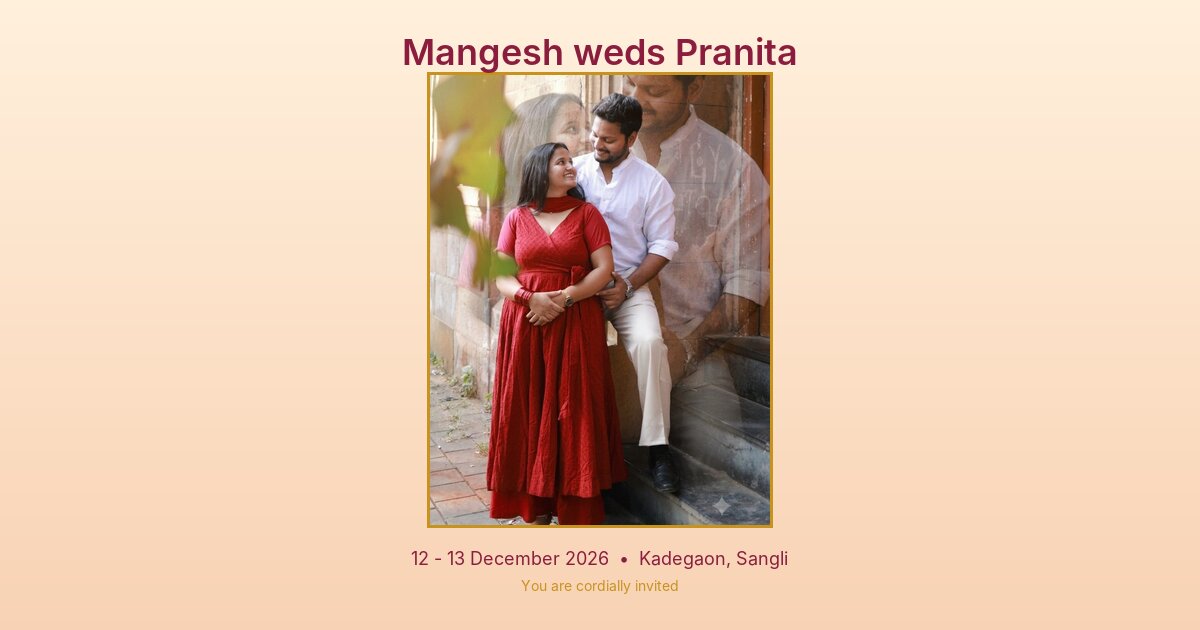 Mangesh weds Pranita
12 - 13 December 2026 • Kadegaon, Sangli
You are cordially invited